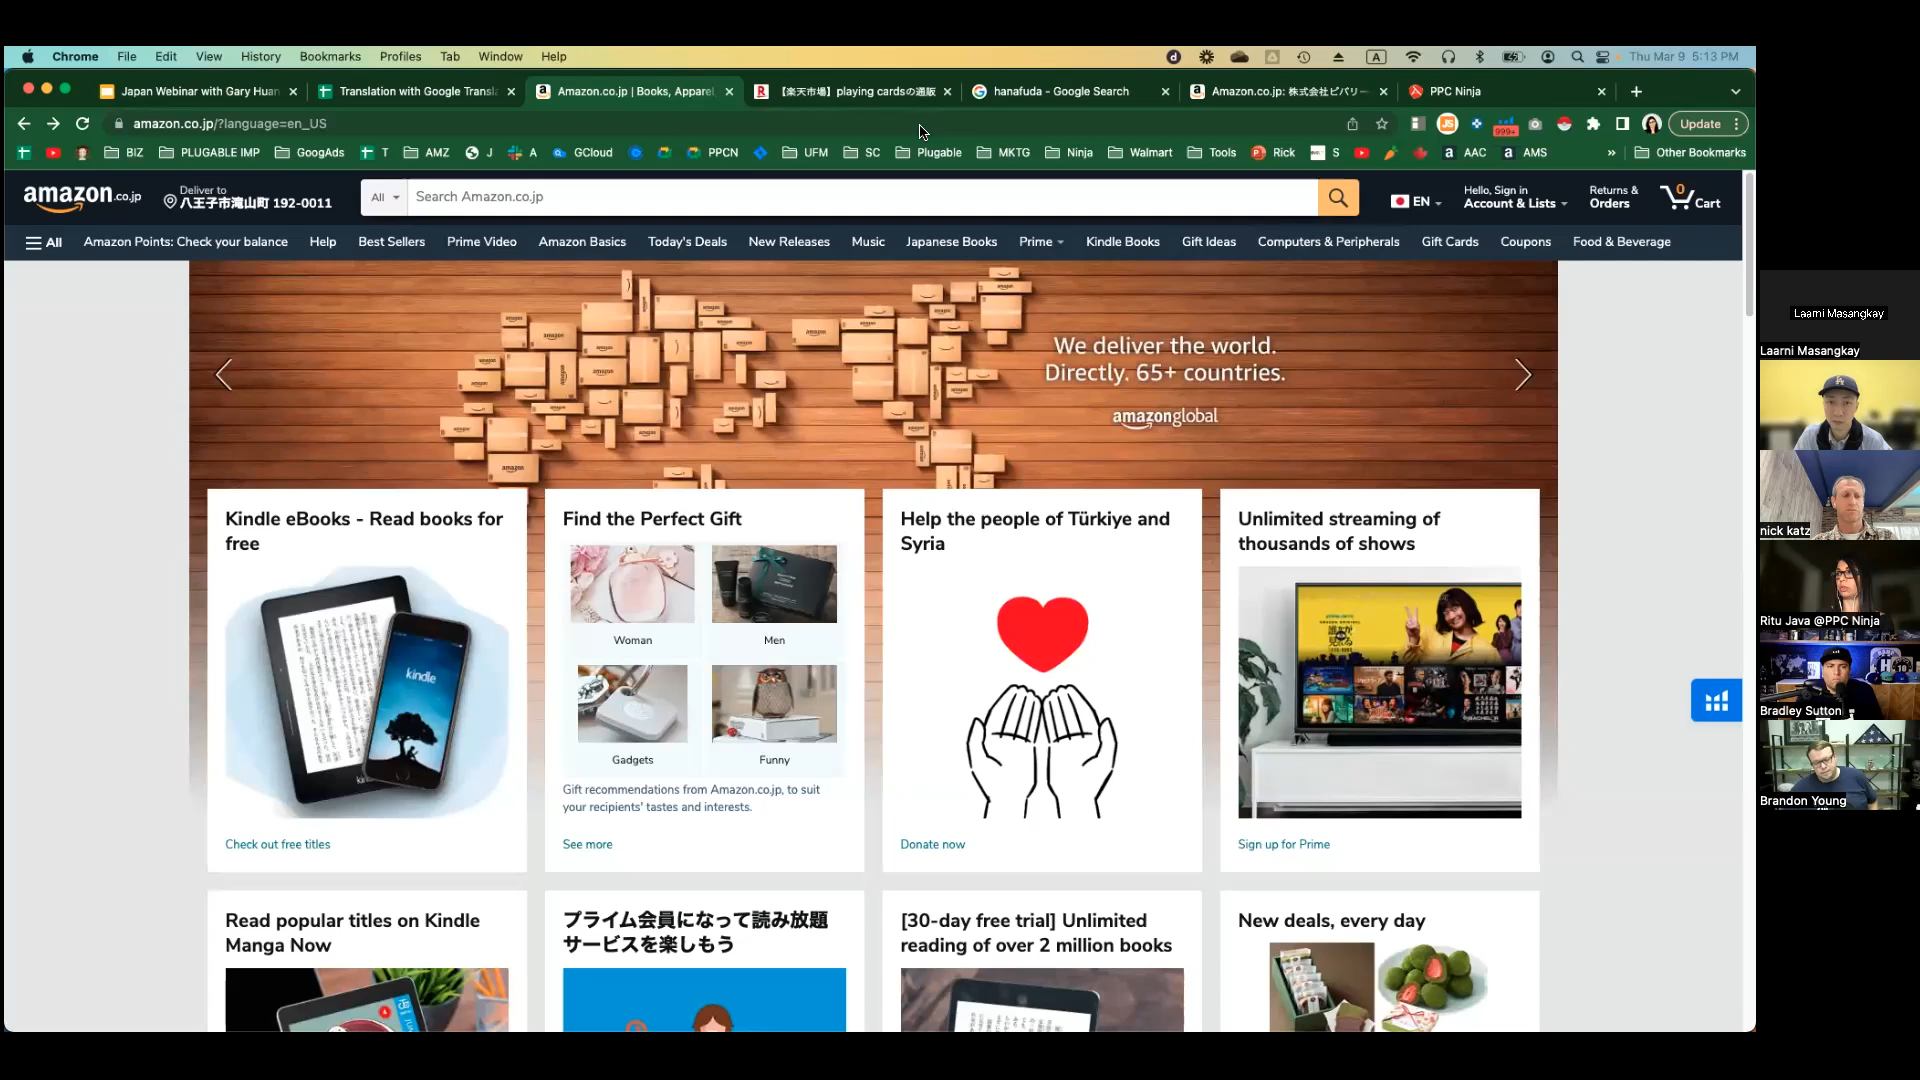 Chrome File Edit View History Bookmarks Profiles Tab Window Help
Thu Mar 9 5:13 PM
Japan Webinar with Gary Huan
Translation with Google Transla
Amazon.co.jp | Books, Apparel,
【楽天市場】playing cardsの通販
hanafuda - Google Search
Amazon.co.jp: 株式会社ビバリー
PPC Ninja
amazon.co.jp/?language=en_US
Update
BIZ PLUGABLE IMP GoogAds T AMZ J A GCloud PPCN UFM SC Plugable MKTG Ninja Walmart Tools Rick S AAC AMS » Other Bookmarks
999+
amazon.co.jp
Deliver to
八王子市滝山町 192-0011
All
Search Amazon.co.jp
EN
Hello, Sign in
Account & Lists
Returns &
Orders
0
Cart
All Amazon Points: Check your balance Help Best Sellers Prime Video Amazon Basics Today's Deals New Releases Music Japanese Books Prime Kindle Books Gift Ideas Computers & Peripherals Gift Cards Coupons Food & Beverage
We deliver the world.
Directly. 65+ countries.
amazonglobal
Kindle eBooks - Read books for
free
kindle
Check out free titles
Find the Perfect Gift
Woman
Men
Gadgets
Funny
Gift recommendations from Amazon.co.jp, to suit
your recipients' tastes and interests.
See more
Help the people of Türkiye and
Syria
Donate now
Unlimited streaming of
thousands of shows
Sign up for Prime
Read popular titles on Kindle
Manga Now
プライム会員になって読み放題
サービスを楽しもう
[30-day free trial] Unlimited
reading of over 2 million books
New deals, every day
Laarni Masangkay
Laarni Masangkay
nick katz
Ritu Java @PPC Ninja
Bradley Sutton
Brandon Young